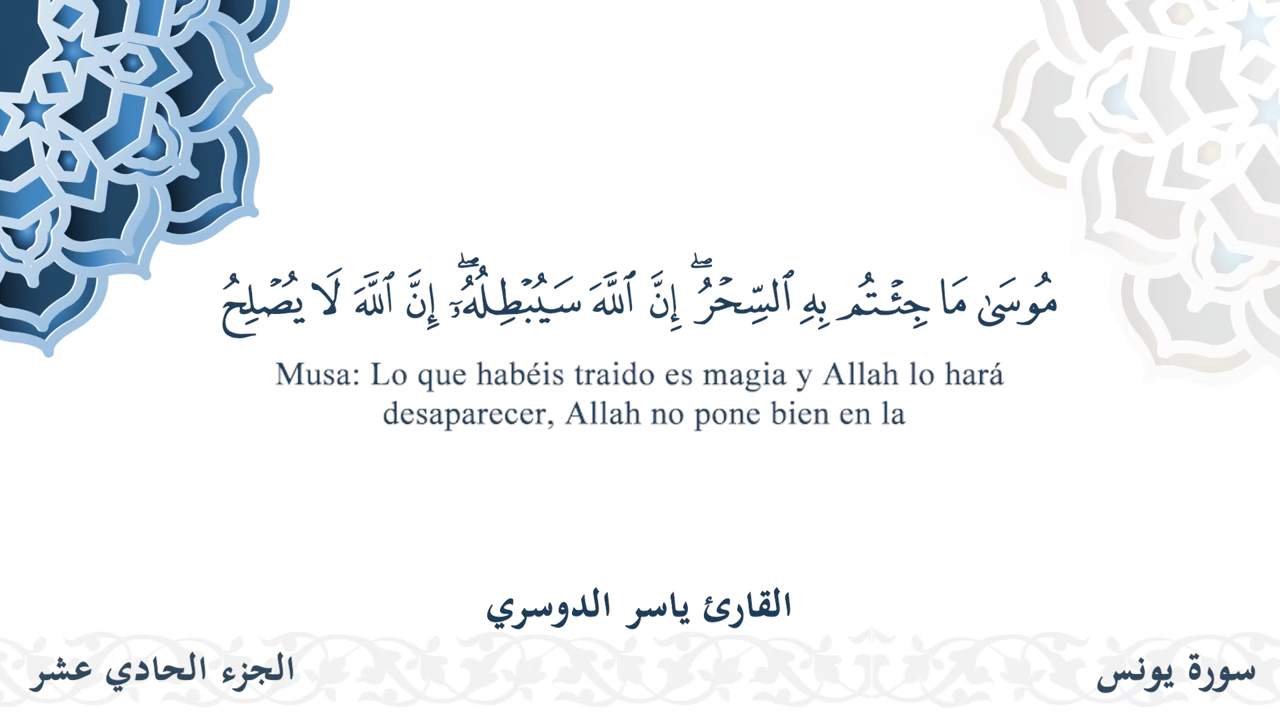 مُوسَىٰ مَا جِئْتُم بِهِ ٱلسِّحْرُ ۖ إِنَّ ٱللَّهَ سَيُبْطِلُهُۥٓ ۖ إِنَّ ٱللَّهَ لَا يُصْلِحُ
Musa: Lo que habéis traido es magia y Allah lo hará
desaparecer, Allah no pone bien en la
القارئ ياسر الدوسري
سورة يونس
الجزء الحادي عشر